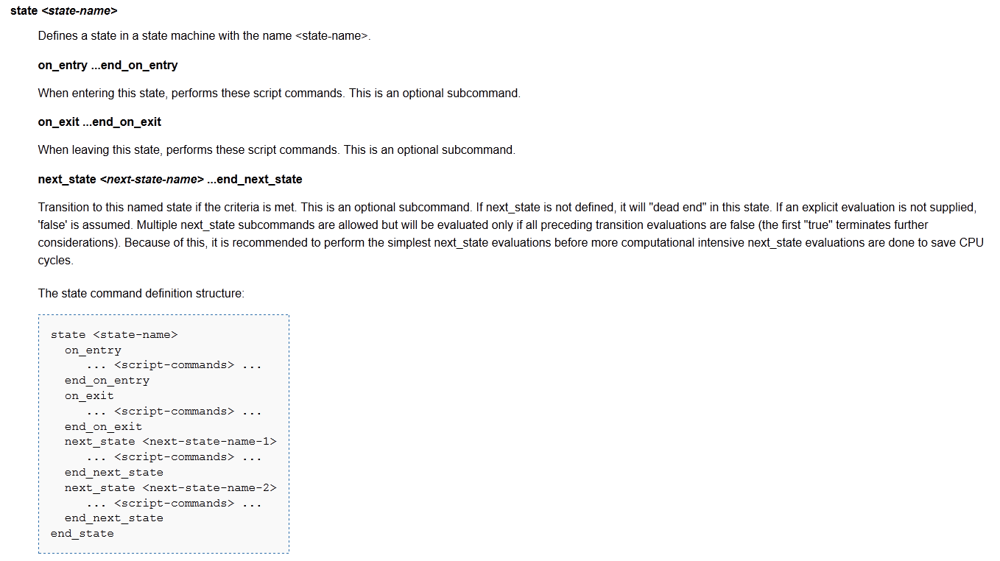 state <state-name>
Defines a state in a state machine with the name <state-name>.
on_entry ...end_on_entry
When entering this state, performs these script commands. This is an optional subcommand.
on_exit ...end_on_exit
When leaving this state, performs these script commands. This is an optional subcommand.
next_state <next-state-name> ...end_next_state
Transition to this named state if the criteria is met. This is an optional subcommand. If next_state is not defined, it will "dead end" in this state. If an explicit evaluation is not supplied,
'false' is assumed. Multiple next_state subcommands are allowed but will be evaluated only if all preceding transition evaluations are false (the first "true" terminates further
considerations). Because of this, it is recommended to perform the simplest next_state evaluations before more computational intensive next_state evaluations are done to save CPU
cycles.
The state command definition structure:
state <state-name>
  on_entry
     ... <script-commands> ...
  end_on_entry
  on_exit
     ... <script-commands> ...
  end_on_exit
  next_state <next-state-name-1>
     ... <script-commands> ...
  end_next_state
  next_state <next-state-name-2>
     ... <script-commands> ...
  end_next_state
end_state